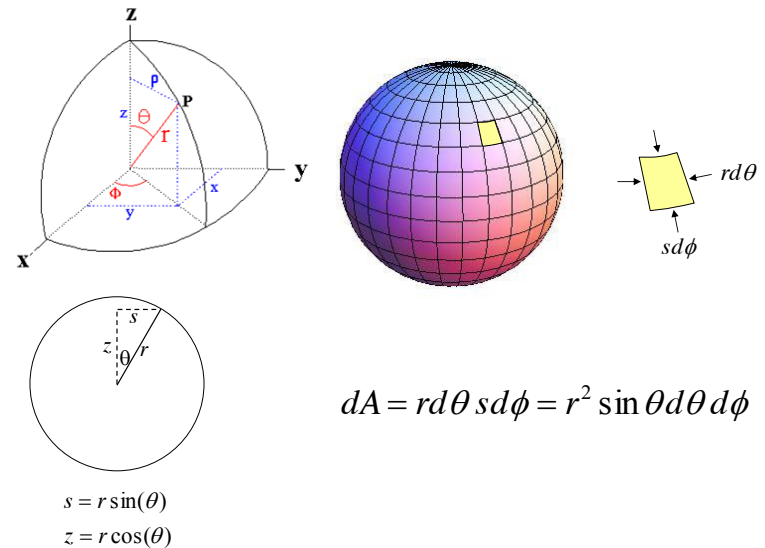 z
ρ
P
z
Θ
r
y
Φ
x
y
x
rdθ
sdϕ
s
z
θ
r
dA = rdθ sdϕ = r² sin θdθ dϕ
s = r sin(θ)
z = r cos(θ)